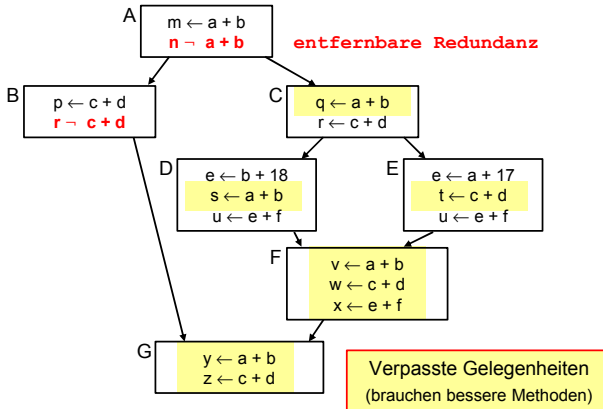 A
m ← a + b
n ¬ a + b
entfernbare Redundanz
B
p ← c + d
r ¬ c + d
C
q ← a + b
r ← c + d
D
e ← b + 18
s ← a + b
u ← e + f
E
e ← a + 17
t ← c + d
u ← e + f
F
v ← a + b
w ← c + d
x ← e + f
G
y ← a + b
z ← c + d
Verpasste Gelegenheiten
(brauchen bessere Methoden)